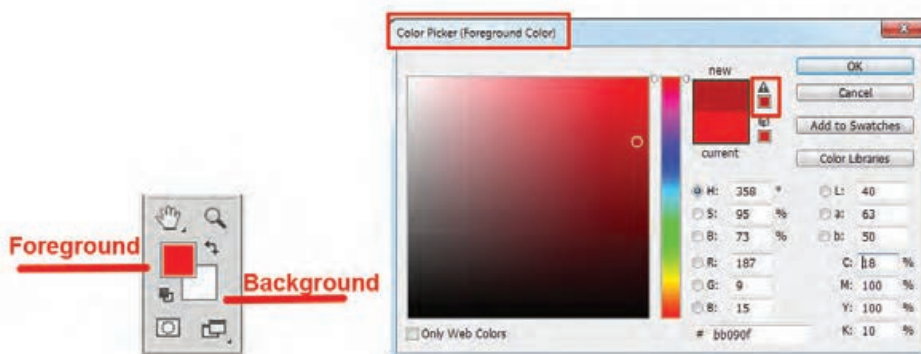 Foreground
Background
Color Picker (Foreground Color)
new
current
OK
Cancel
Add to Swatches
Color Libraries
H: 358 °
S: 95 %
B: 73 %
R: 187
G: 9
B: 15
# bb090f
L: 40
a: 63
b: 50
C: 18 %
M: 100 %
Y: 100 %
K: 10 %
Only Web Colors